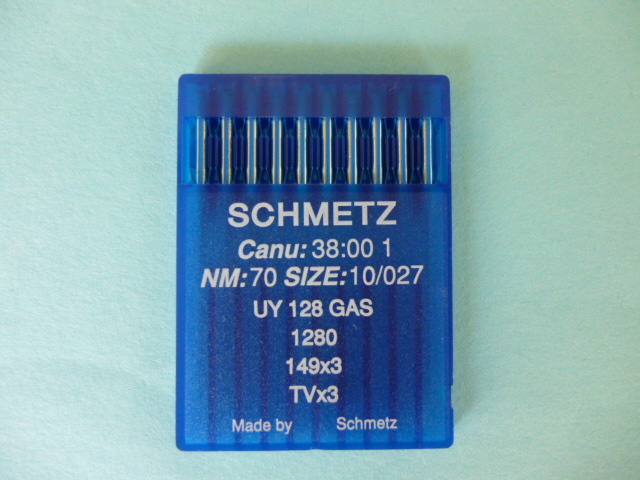 SCHMETZ
Canu: 38:00 1
NM: 70 SIZE: 10/027
UY 128 GAS
1280
149x3
TVx3
Made by Schmetz